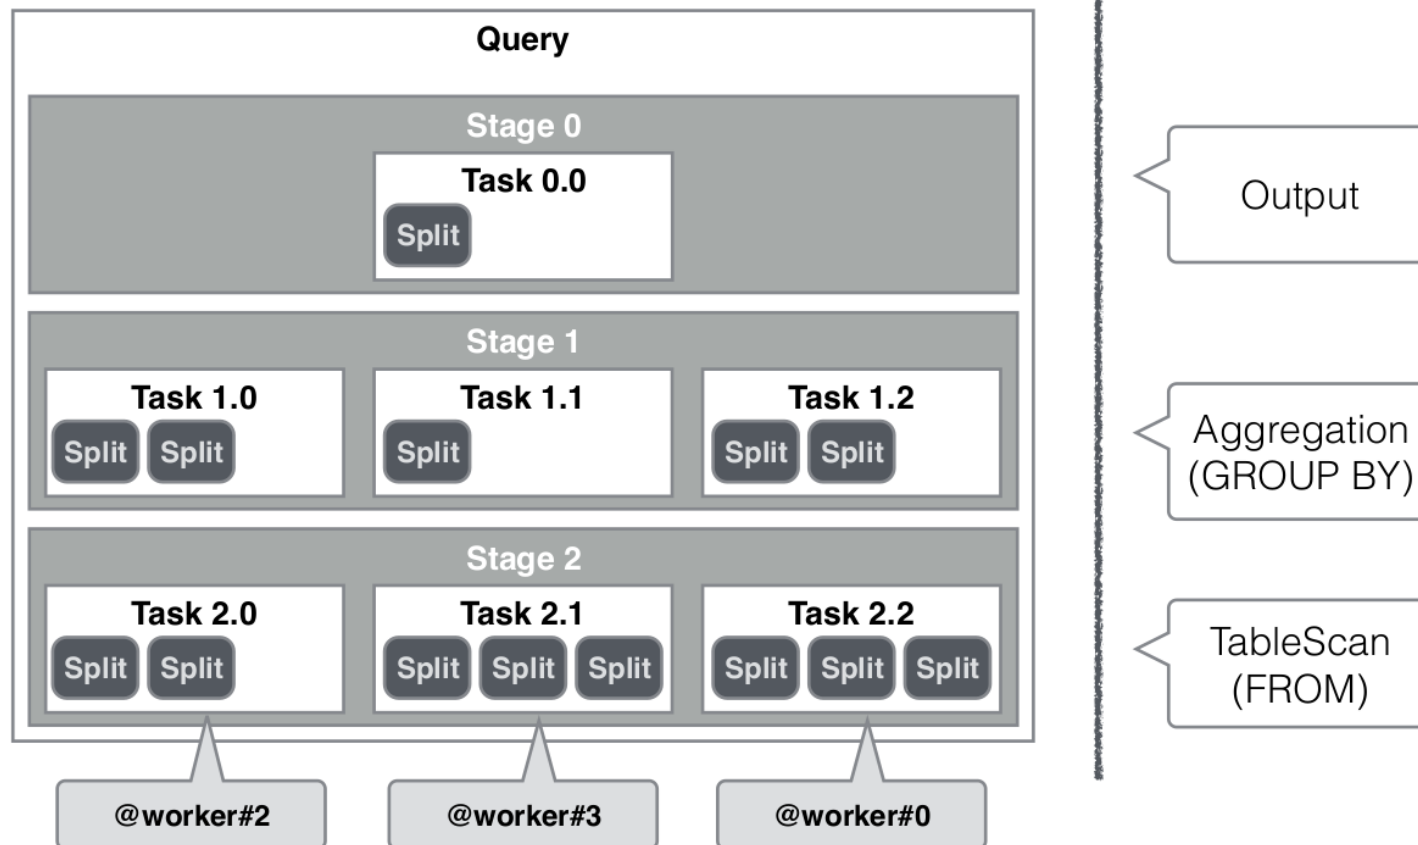 Query
Stage 0
Task 0.0
Split
Output
Stage 1
Task 1.0 Task 1.1 Task 1.2
Split Split Split Split Split
Aggregation
(GROUP BY)
Stage 2
Task 2.0 Task 2.1 Task 2.2
Split Split Split Split Split Split Split Split
TableScan
(FROM)
@worker#2 @worker#3 @worker#0